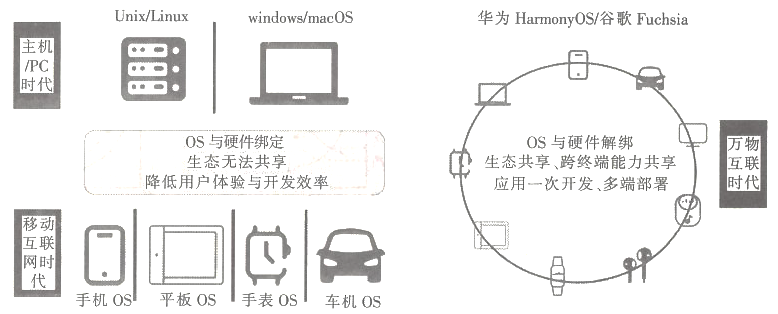 Unix/Linux
windows/macOS
主机
/PC
时代
OS 与硬件绑定
生态无法共享
降低用户体验与开发效率
移动
互联
网时
代
手机 OS
平板 OS
手表 OS
车机 OS
华为 HarmonyOS/谷歌 Fuchsia
OS 与硬件解绑
生态共享、跨终端能力共享
应用一次开发、多端部署
万物
互联
时代